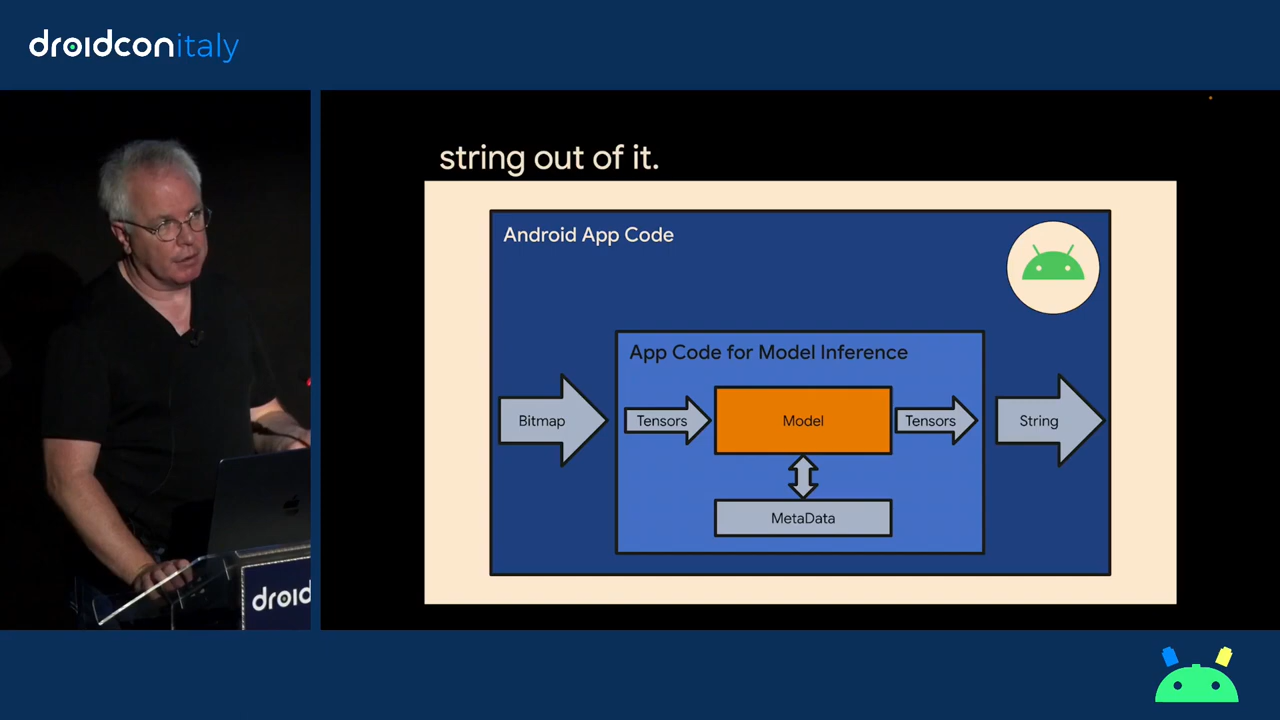 droidconitaly
string out of it.
Android App Code
App Code for Model Inference
Bitmap
Tensors
Model
Tensors
String
MetaData
droid